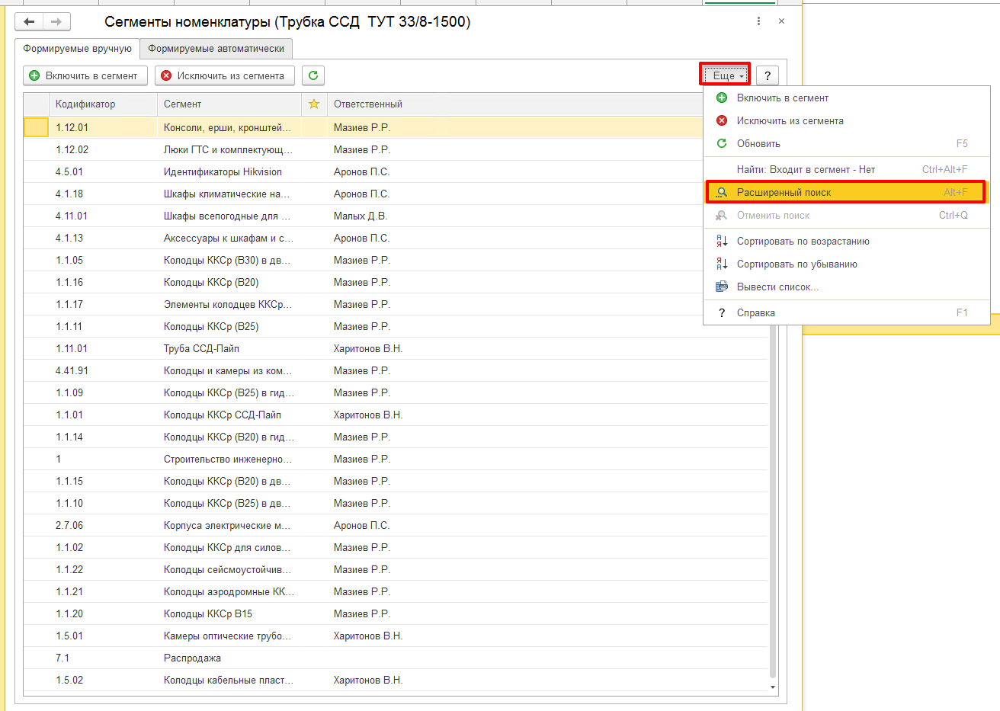 Сегменты номенклатуры (Трубка ССД  ТУТ 33/8-1500)
Формируемые вручную Формируемые автоматически
Включить в сегмент Исключить из сегмента Еще ?
Кодификатор Сегмент Ответственный
1.12.01 Консоли, ерши, кронштей... Мазиев Р.Р.
1.12.02 Люки ГТС и комплектующ... Мазиев Р.Р.
4.5.01 Идентификаторы Hikvision Аронов П.С.
4.1.18 Шкафы климатические на... Аронов П.С.
4.11.01 Шкафы всепогодные для ... Малых Д.В.
4.1.13 Аксессуары к шкафам и с... Аронов П.С.
1.1.05 Колодцы ККСр (В30) в дв... Мазиев Р.Р.
1.1.16 Колодцы ККСр (В20) Мазиев Р.Р.
1.1.17 Элементы колодцев ККСр... Мазиев Р.Р.
1.1.11 Колодцы ККСр (В25) Мазиев Р.Р.
1.11.01 Труба ССД-Пайп Харитонов В.Н.
4.41.91 Колодцы и камеры из ком... Мазиев Р.Р.
1.1.09 Колодцы ККСр (В25) в гид... Мазиев Р.Р.
1.1.01 Колодцы ККСр ССД-Пайп Харитонов В.Н.
1.1.14 Колодцы ККСр (В20) в гид... Мазиев Р.Р.
1 Строительство инженерно... Мазиев Р.Р.
1.1.15 Колодцы ККСр (В20) в дв... Мазиев Р.Р.
1.1.10 Колодцы ККСр (В25) в дв... Мазиев Р.Р.
2.7.06 Корпуса электрические м... Аронов П.С.
1.1.02 Колодцы ККСр для силов... Мазиев Р.Р.
1.1.22 Колодцы сейсмоустойчив... Мазиев Р.Р.
1.1.21 Колодцы аэродромные КК... Мазиев Р.Р.
1.1.20 Колодцы ККСр В15 Мазиев Р.Р.
1.5.01 Камеры оптические трубо... Харитонов В.Н.
7.1 Распродажа
1.5.02 Колодцы кабельные пласт... Харитонов В.Н.
Включить в сегмент
Исключить из сегмента
Обновить F5
Найти: Входит в сегмент - Нет Ctrl+Alt+F
Расширенный поиск Alt+F
Отменить поиск Ctrl+Q
Сортировать по возрастанию
Сортировать по убыванию
Вывести список...
? Справка F1